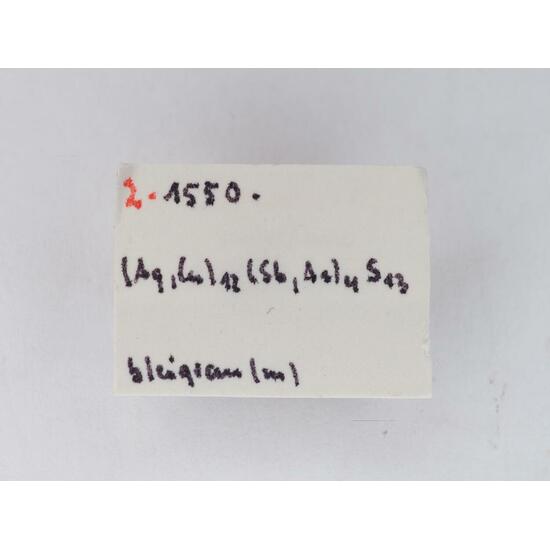 2. 1550.
(Ag,Cu)12(Sb,As)4S13
bleigrau (m)